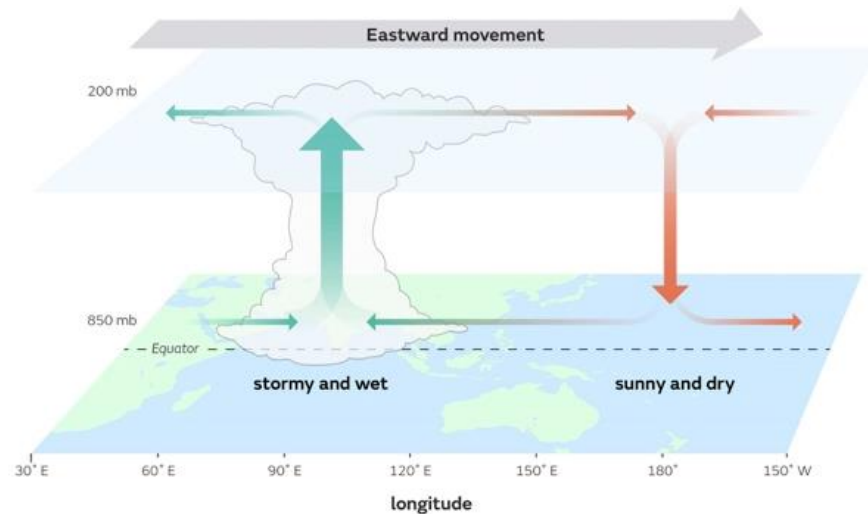 Eastward movement
200 mb
850 mb
Equator
stormy and wet sunny and dry
30° E 60° E 90° E 120° E 150° E 180° 150° W
longitude